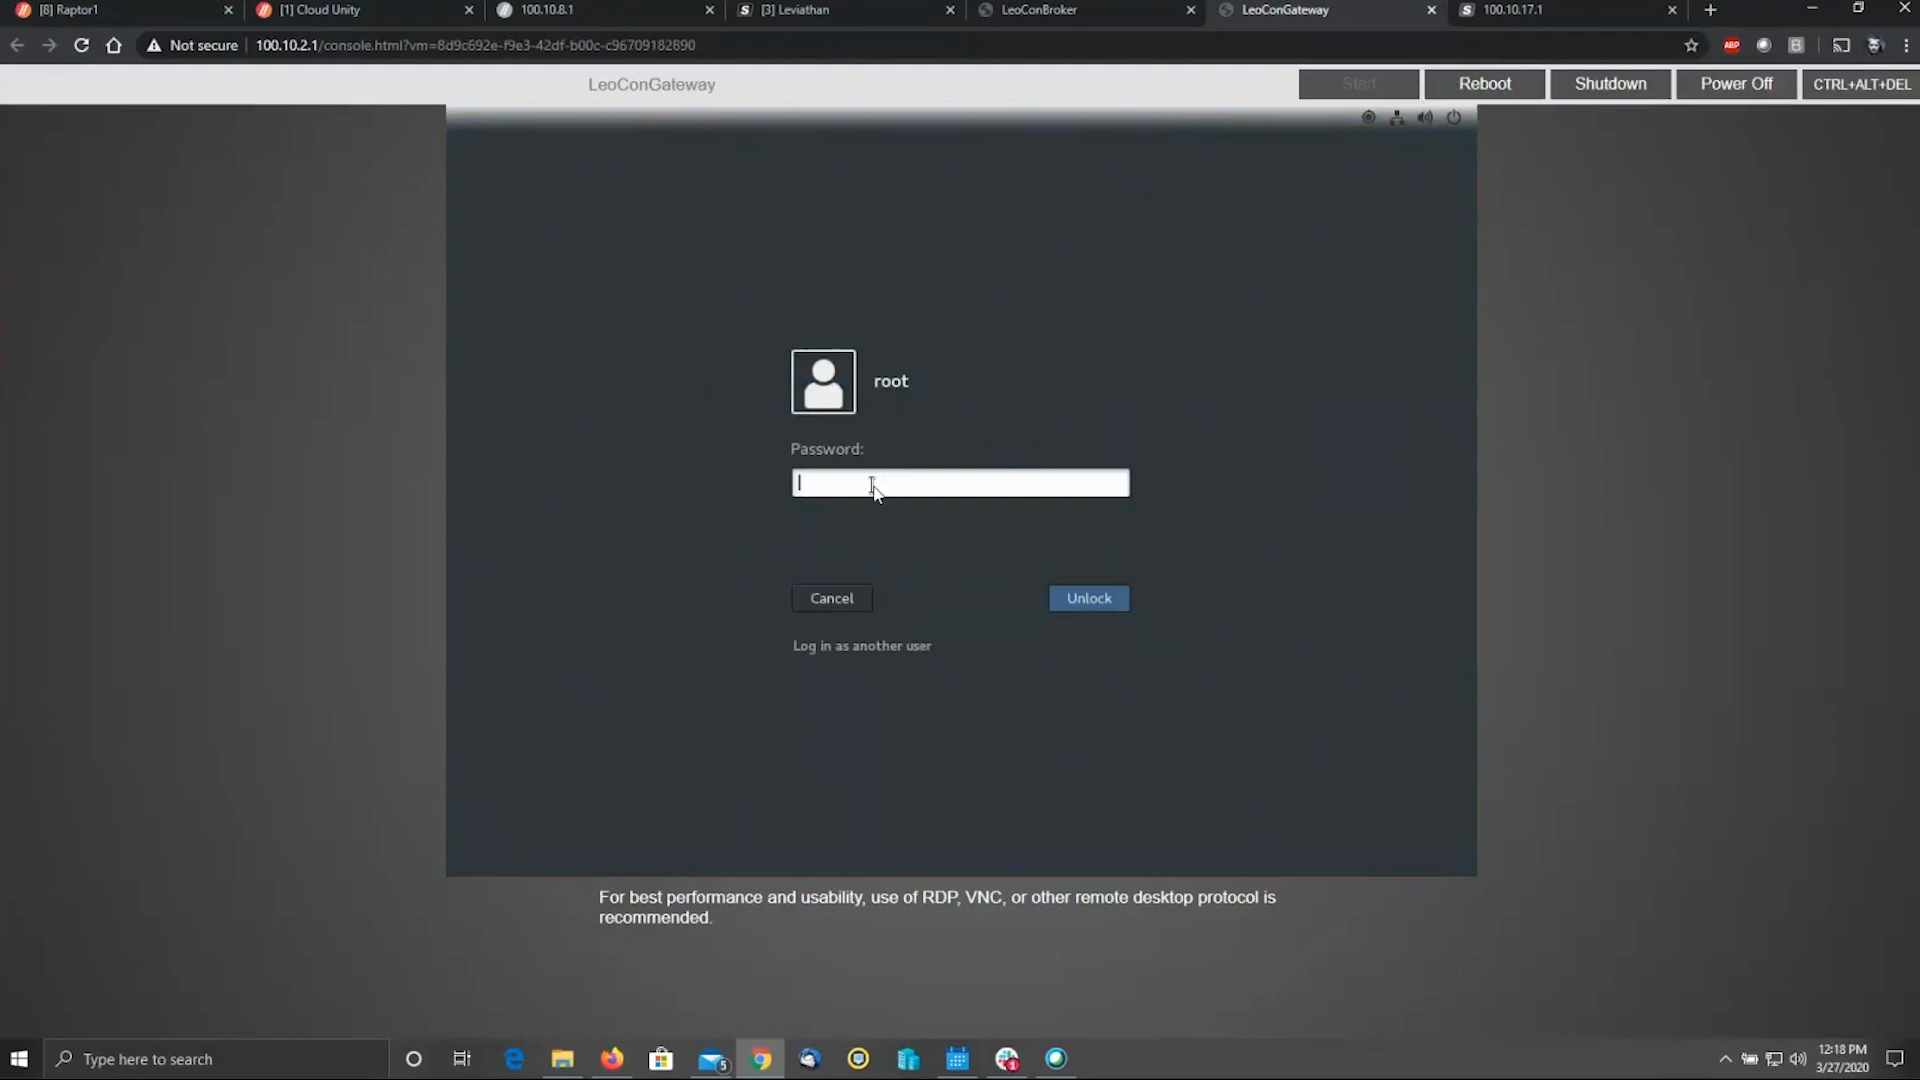 [8] Raptor1
[1] Cloud Unity
100.10.8.1
[3] Leviathan
LeoConBroker
LeoConGateway
100.10.17.1
Not secure
100.10.2.1/console.html?vm=8d9c692e-f9e3-42df-b00c-c96709182890
ABP
B
LeoConGateway
Start
Reboot
Shutdown
Power Off
CTRL+ALT+DEL
root
Password:
Cancel
Unlock
Log in as another user
For best performance and usability, use of RDP, VNC, or other remote desktop protocol is
recommended.
Type here to search
5
1
12:18 PM
3/27/2020